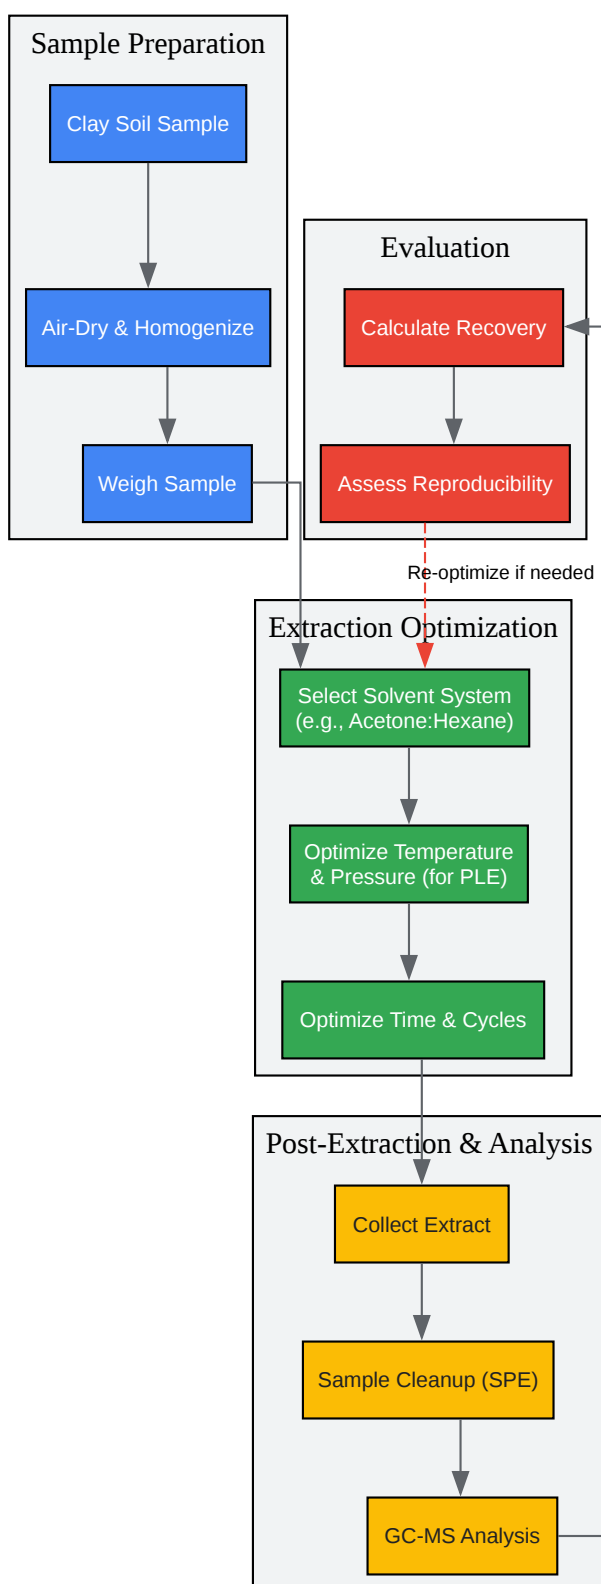 Sample Preparation
Clay Soil Sample
Air-Dry & Homogenize
Weigh Sample
Evaluation
Calculate Recovery
Assess Reproducibility
Re-optimize if needed
Extraction Optimization
Select Solvent System
(e.g., Acetone:Hexane)
Optimize Temperature
& Pressure (for PLE)
Optimize Time & Cycles
Post-Extraction & Analysis
Collect Extract
Sample Cleanup (SPE)
GC-MS Analysis